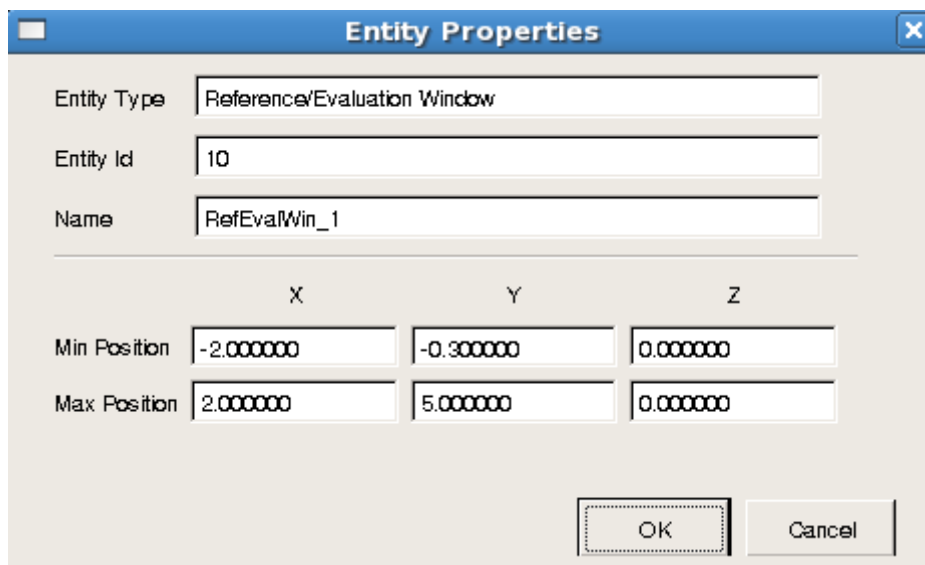 Entity Properties
Entity Type Reference/Evaluation Window
Entity Id 10
Name RefEvalWin_1
X Y Z
Min Position -2.000000 -0.300000 0.000000
Max Position 2.000000 5.000000 0.000000
OK Cancel